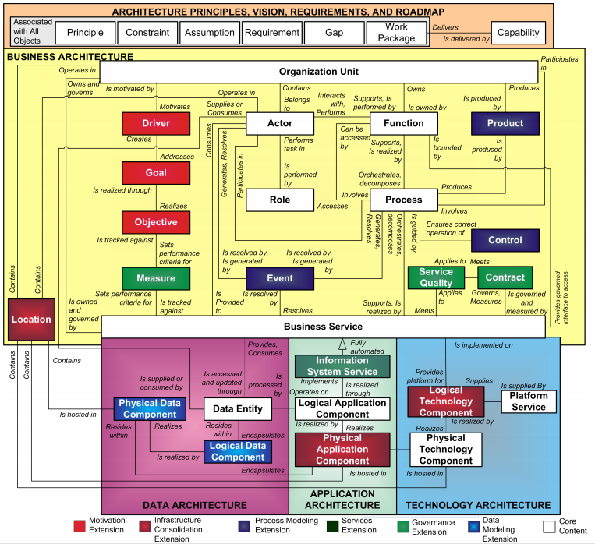 ARCHITECTURE PRINCIPLES, VISION, REQUIREMENTS, AND ROADMAP
Associated
with All
Objects
Principle
Constraint
Assumption
Requirement
Gap
Work
Package
Delivers
Is delivered by
Capability
BUSINESS ARCHITECTURE
Participates
in
Operates in
Organization Unit
Owns and
governs
Is motivated by
Operates in
Contains
Belongs
to
Interacts
with,
Performs
Supports, Is
performed by
Owns
Is owned by
Produces
Is produced
by
Supplies or
Consumes
Motivates
Driver
Actor
Function
Product
Creates
Consumes
Generates, Resolves
Participates in
Performs
task in
Can be
accessed
by
Supports,
Is realized
by
Is
bounded
by
Is
produced
by
Addresses
Goal
Is realized through
Is
performed
by
Orchestrates,
decomposes
Realizes
Role
Accesses
Involves
Process
Produces
Involves
Objective
Is tracked against
Sets
performance
criteria for
Generates,
Resolves
Orchestrates,
decomposes
Is guided by
Ensures correct
operation of
Control
Is resolved by
Is generated
by
Is resolved by
Is generated
by
Applies to
Meets
Measure
Event
Service
Quality
Contract
Sets performance
criteria for
Is tracked
against
Is
Provided
to
Is resolved
by
Resolves
Supports, Is
realized by
Applies
to
Meets
Governs,
Measures
Is governed
and
measured by
Provides governed
interface to access
Contains
Contains
Location
Is owned
and
governed by
Business Service
Contains
Contains
Contains
Provides,
Consumes
Fully
automated
Is implemented on
Is supplied or
consumed by
Is accessed
and updated
through
Is
processed
by
Information
System Service
Implements
Is realized
through
Operates on
Provides
platform for
Supplies
Is supplied By
Is hosted in
Physical Data
Component
Data Entity
Logical Application
Component
Logical
Technology
Component
Platform
Service
Resides
within
Realizes
Resides
within
Is realized by
Realizes
Is
realized by
Realizes
Is realized by
Encapsulates
Logical Data
Component
Encapsulates
Physical
Application
Component
Physical
Technology
Component
Is hosted in
Is hosted in
DATA ARCHITECTURE
APPLICATION
ARCHITECTURE
TECHNOLOGY ARCHITECTURE
Motivation
Extension
Infrastructure
Consolidation
Extension
Process Modeling
Extension
Services
Extension
Governance
Extension
Data
Modeling
Extension
Core
Content